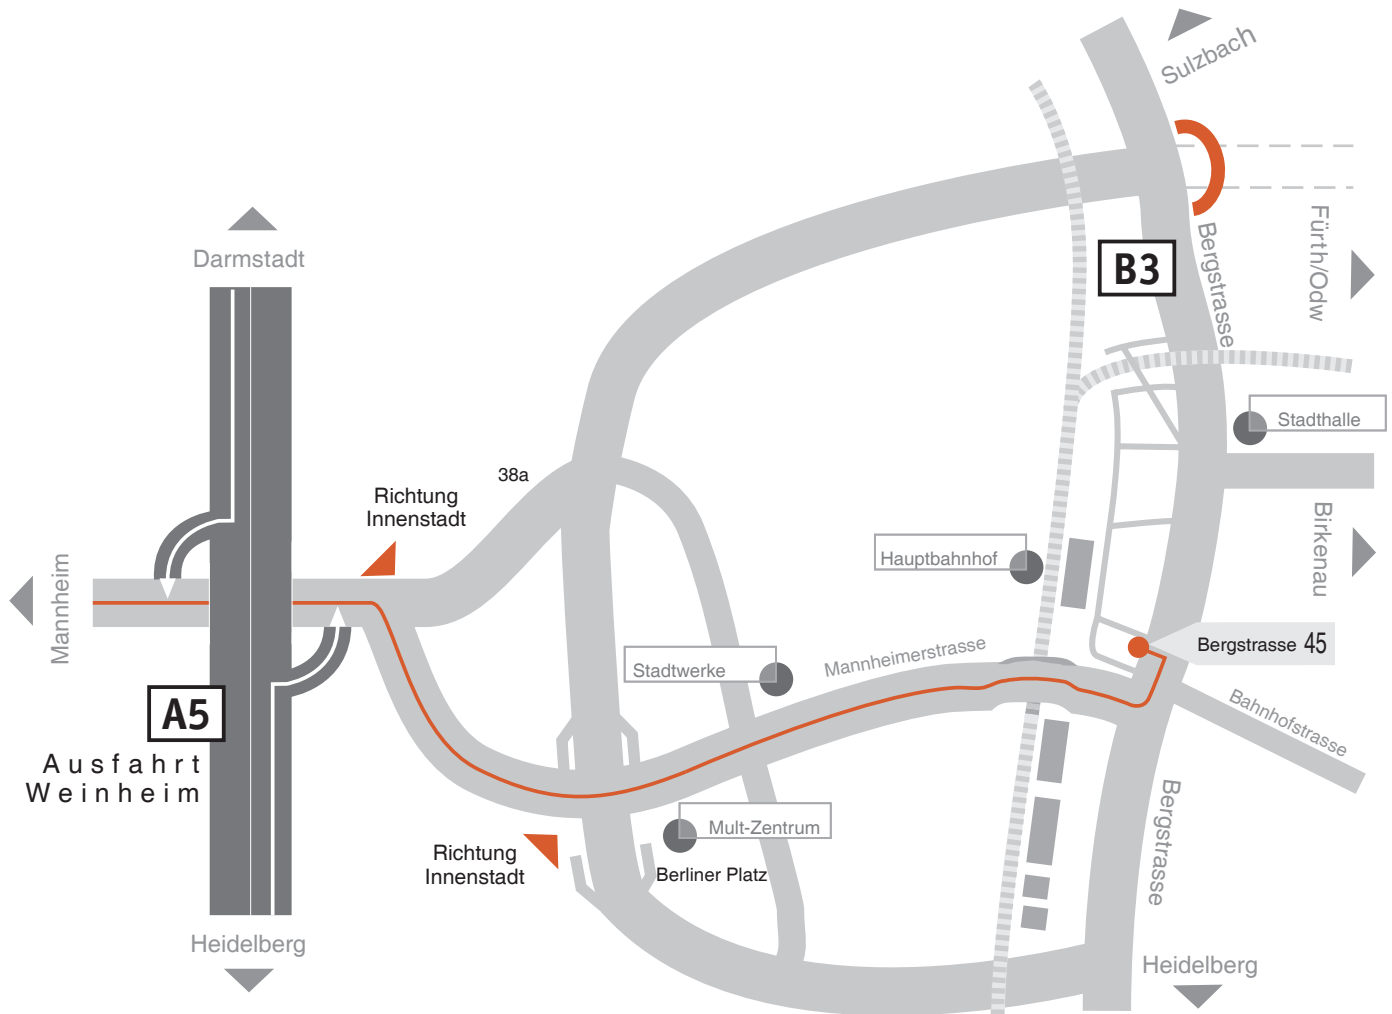 Sulzbach
Darmstadt
B3
Bergstrasse
Fürth/Odw
Stadthalle
38a
Richtung
Innenstadt
Mannheim
Hauptbahnhof
Birkenau
Bergstrasse 45
Mannheimerstrasse
Stadtwerke
Bahnhofstrasse
A5
Ausfahrt
Weinheim
Mult-Zentrum
Bergstrasse
Richtung
Innenstadt
Berliner Platz
Heidelberg
Heidelberg